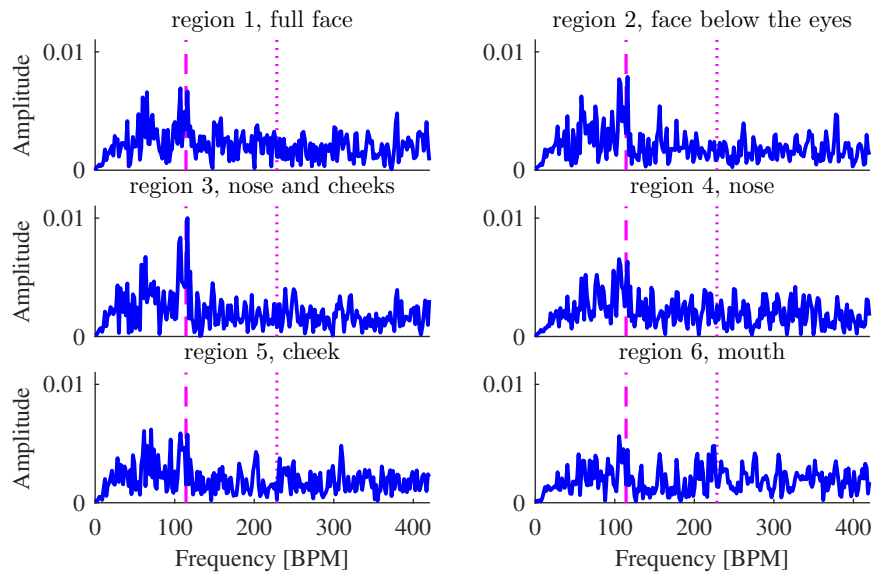 region 1, full face
region 2, face below the eyes
0.01
Amplitude
0
0.01
0
region 3, nose and cheeks
region 4, nose
0.01
Amplitude
0
0.01
0
region 5, cheek
region 6, mouth
0.01
Amplitude
0
0.01
0
0 100 200 300 400
0 100 200 300 400
Frequency [BPM]
Frequency [BPM]